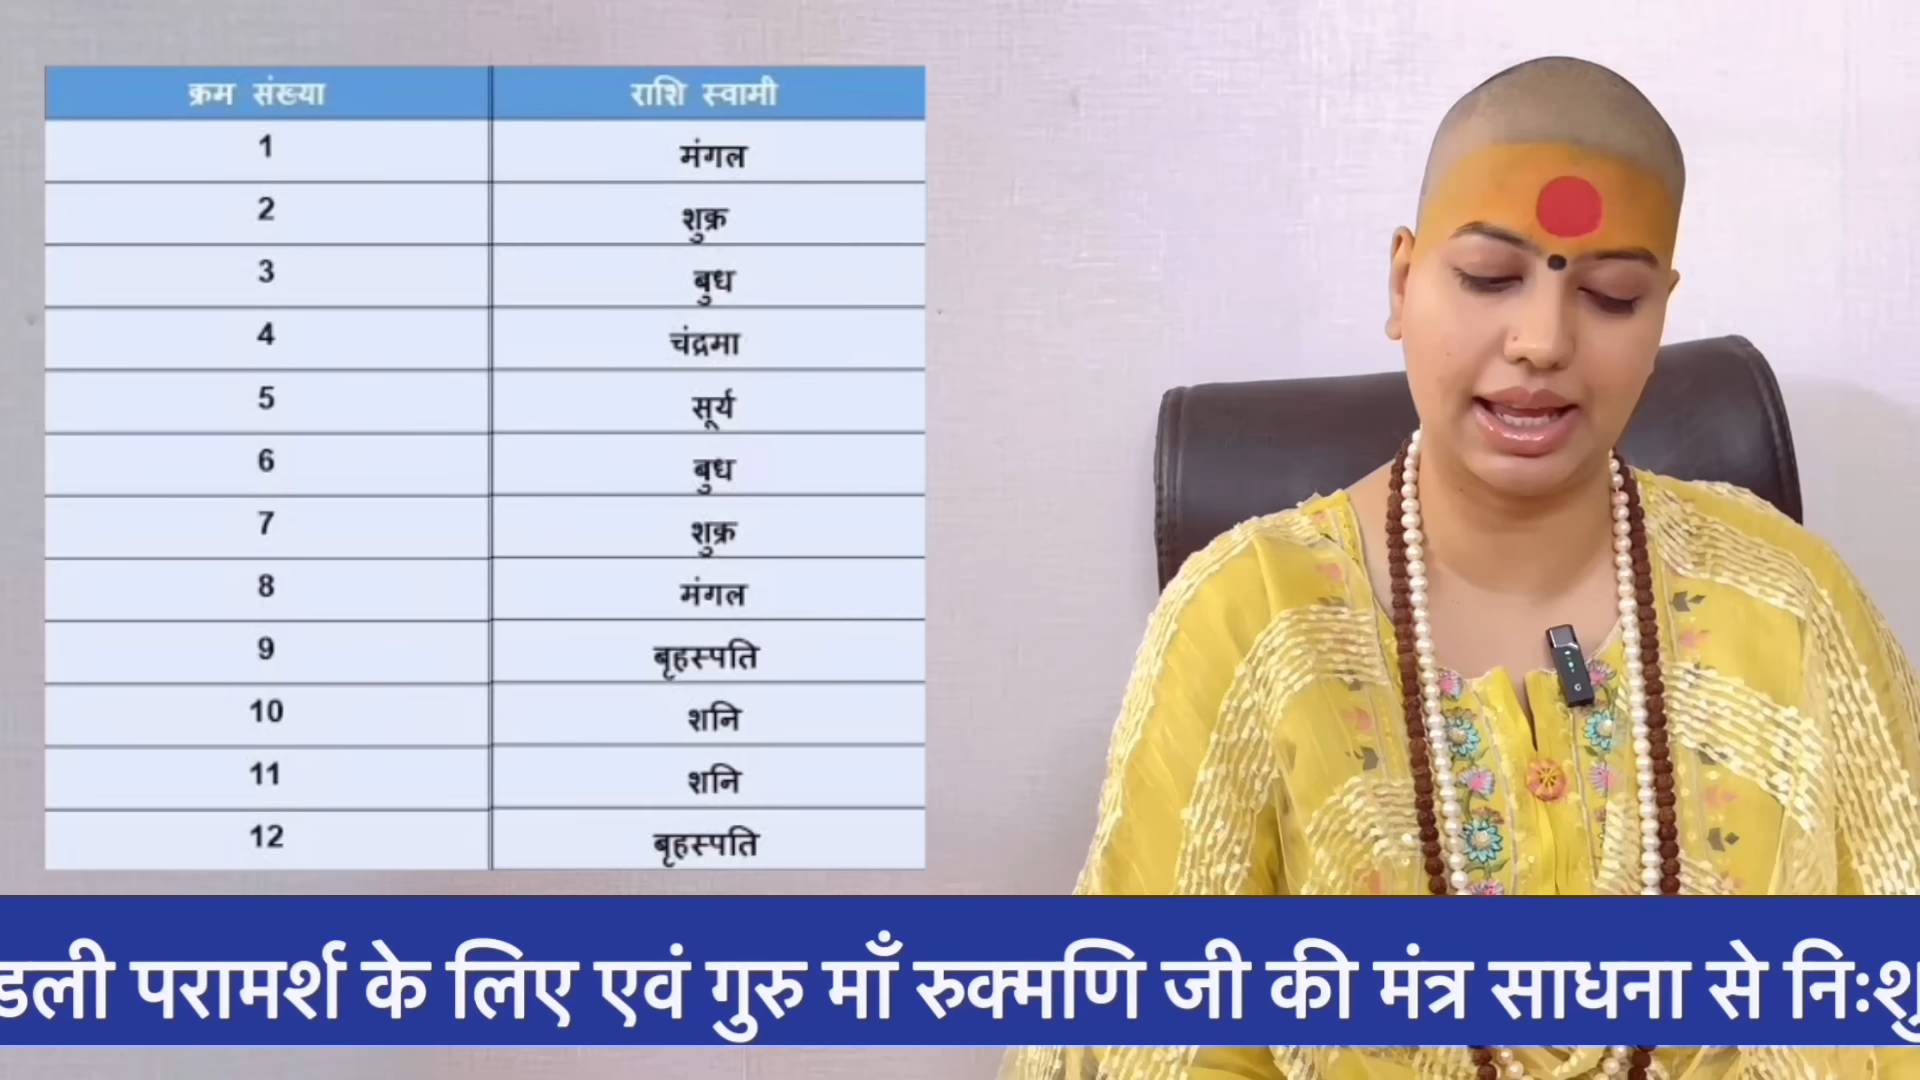 क्रम संख्या राशि स्वामी
1 मंगल
2 शुक्र
3 बुध
4 चंद्रमा
5 सूर्य
6 बुध
7 शुक्र
8 मंगल
9 बृहस्पति
10 शनि
11 शनि
12 बृहस्पति
परामर्श के लिए एवं गुरु माँ रुक्मणि जी की मंत्र साधना से